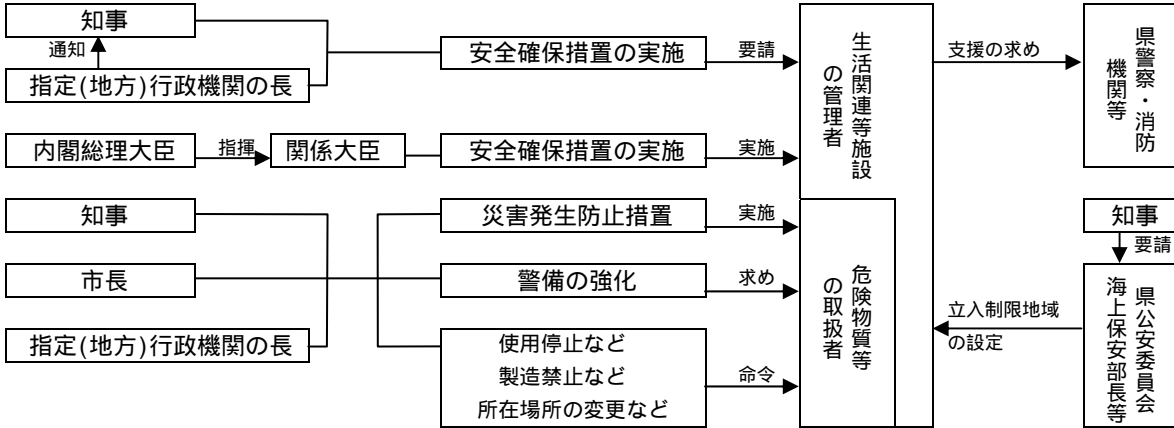 知事
通知
指定(地方)行政機関の長
安全確保措置の実施
要請
内閣総理大臣
指揮
関係大臣
安全確保措置の実施
実施
知事
市長
指定(地方)行政機関の長
災害発生防止措置
実施
警備の強化
求め
使用停止など
製造禁止など
所在場所の変更など
命令
生活関連等施設
の管理者
危険物質等
の取扱者
支援の求め
県警察・消防
機関等
知事
要請
立入制限地域
の設定
県公安委員会
海上保安部長等